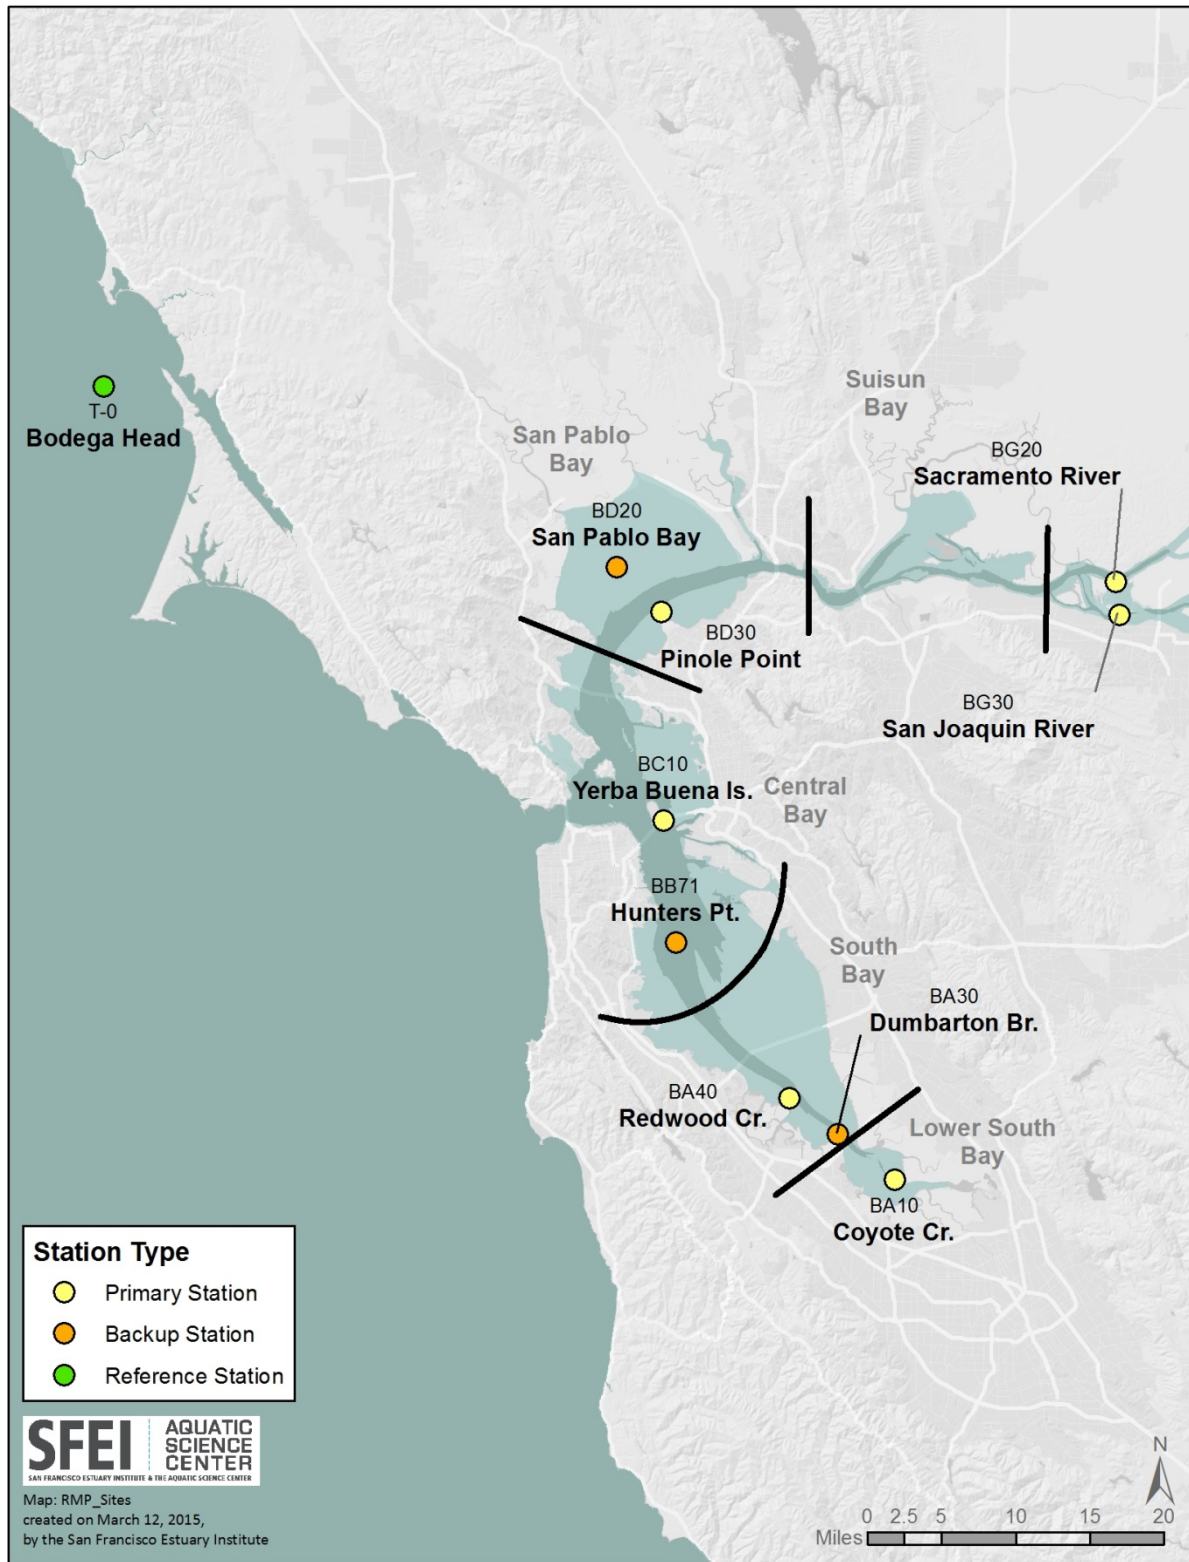 Suisun
Bay
T-0
Bodega Head
San Pablo
Bay
BG20
Sacramento River
BD20
San Pablo Bay
BD30
Pinole Point
BG30
San Joaquin River
BC10
Yerba Buena Is.
Central
Bay
BB71
Hunters Pt.
South
Bay
BA30
Dumbarton Br.
BA40
Redwood Cr.
Lower South
Bay
BA10
Coyote Cr.
Station Type
Primary Station
Backup Station
Reference Station
SFEI
AQUATIC
SCIENCE
CENTER
SAN FRANCISCO ESTUARY INSTITUTE & THE AQUATIC SCIENCE CENTER
Map: RMP_Sites
created on March 12, 2015,
by the San Francisco Estuary Institute
N
0 2.5 5 10 15 20
Miles